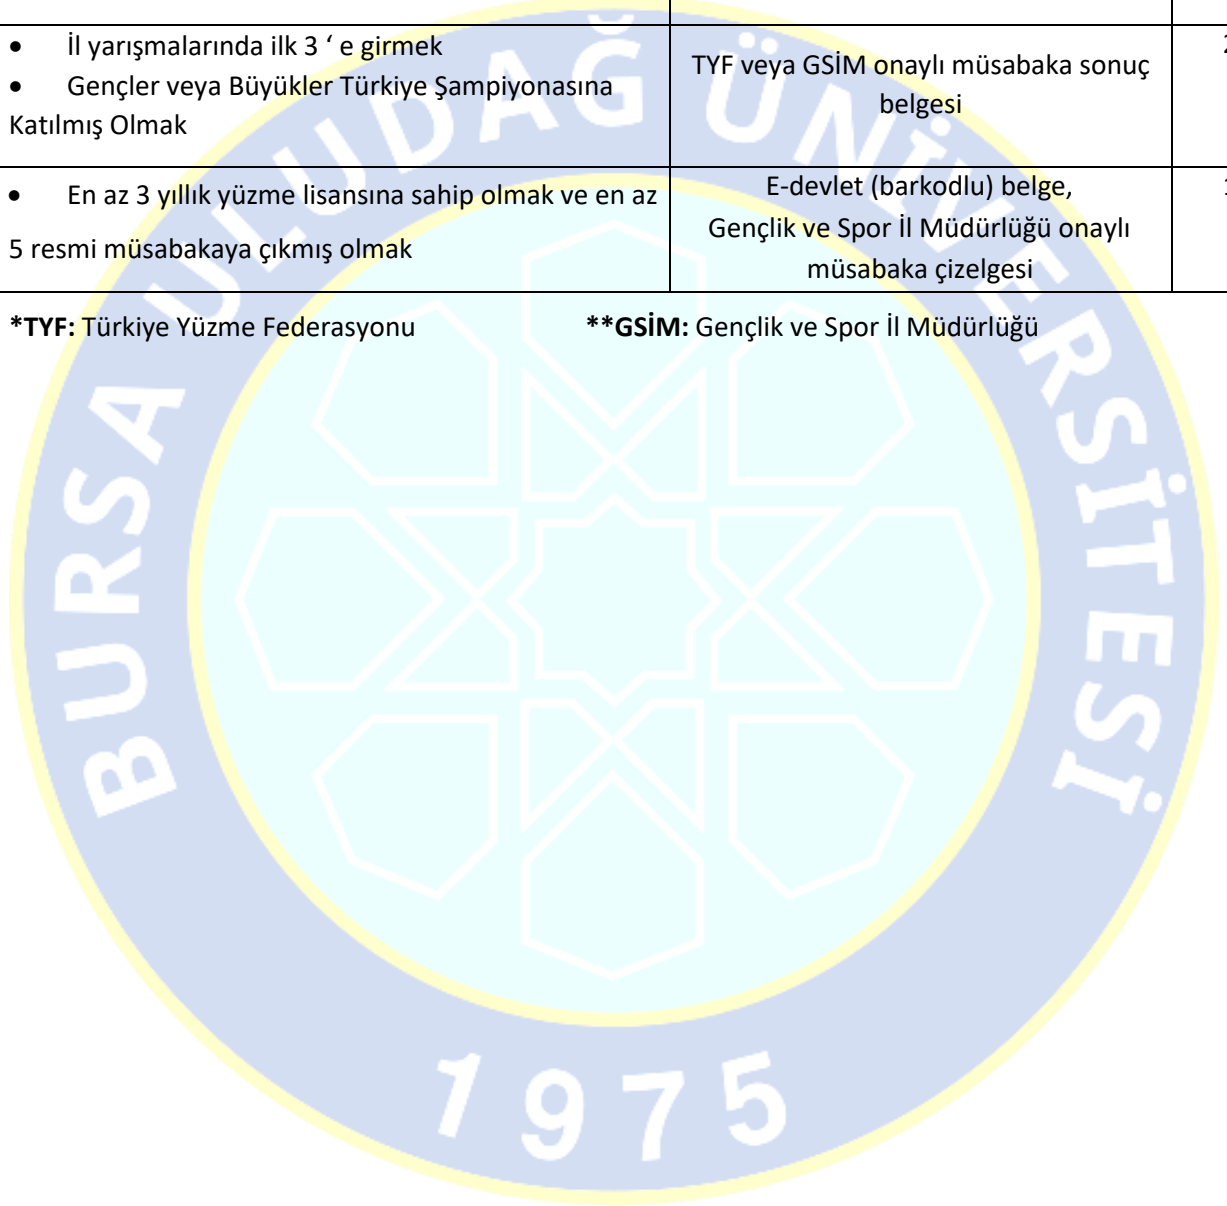 • İl yarışmalarında ilk 3 ‘ e girmek
• Gençler veya Büyükler Türkiye Şampiyonasına
Katılmış Olmak
TYF veya GSİM onaylı müsabaka sonuç
belgesi
• En az 3 yıllık yüzme lisansına sahip olmak ve en az
5 resmi müsabakaya çıkmış olmak
E-devlet (barkodlu) belge,
Gençlik ve Spor İl Müdürlüğü onaylı
müsabaka çizelgesi
*TYF: Türkiye Yüzme Federasyonu **GSİM: Gençlik ve Spor İl Müdürlüğü
BURSA ULUDAĞ ÜNİVERSİTESİ
1975